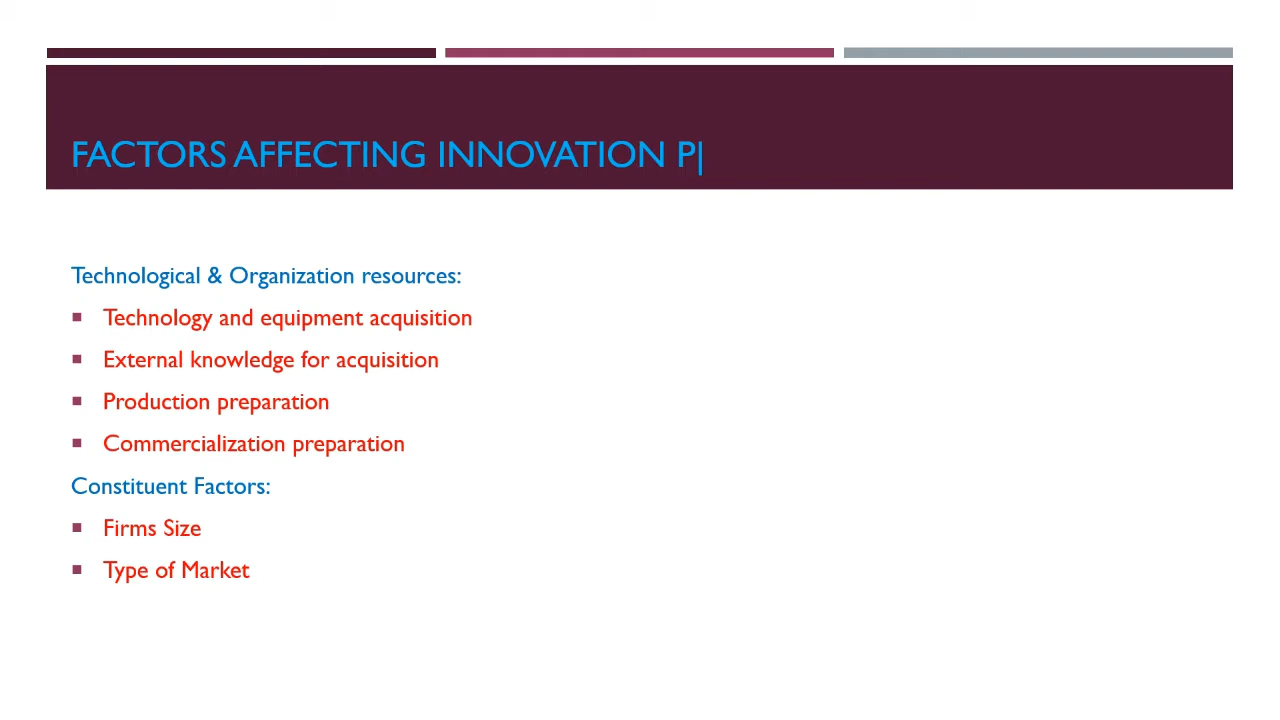 FACTORS AFFECTING INNOVATION P|
Technological & Organization resources:
▪ Technology and equipment acquisition
▪ External knowledge for acquisition
▪ Production preparation
▪ Commercialization preparation
Constituent Factors:
▪ Firms Size
▪ Type of Market